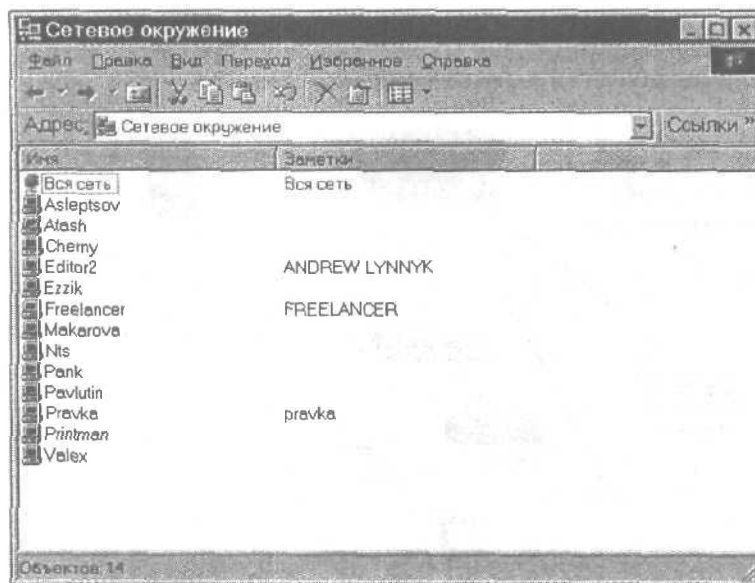 Сетевое окружение
Файл Правка Вид Переход Избранное Справка
Адрес Сетевое окружение Ссылки »
Имя Заметки
Вся сеть Вся сеть
Asleptsov
Atash
Cherny
Editor2 ANDREW LYNNYK
Ezzik
Freelancer FREELANCER
Makarova
Nts
Pank
Pavlutin
Pravka pravka
Printman
Valex
Объектов: 14